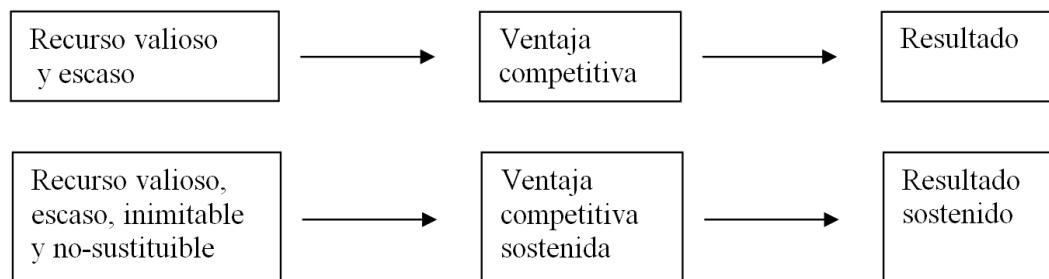 Recurso valioso
y escaso
Ventaja
competitiva
Resultado
Recurso valioso,
escaso, inimitable
y no-sustituible
Ventaja
competitiva
sostenida
Resultado
sostenido